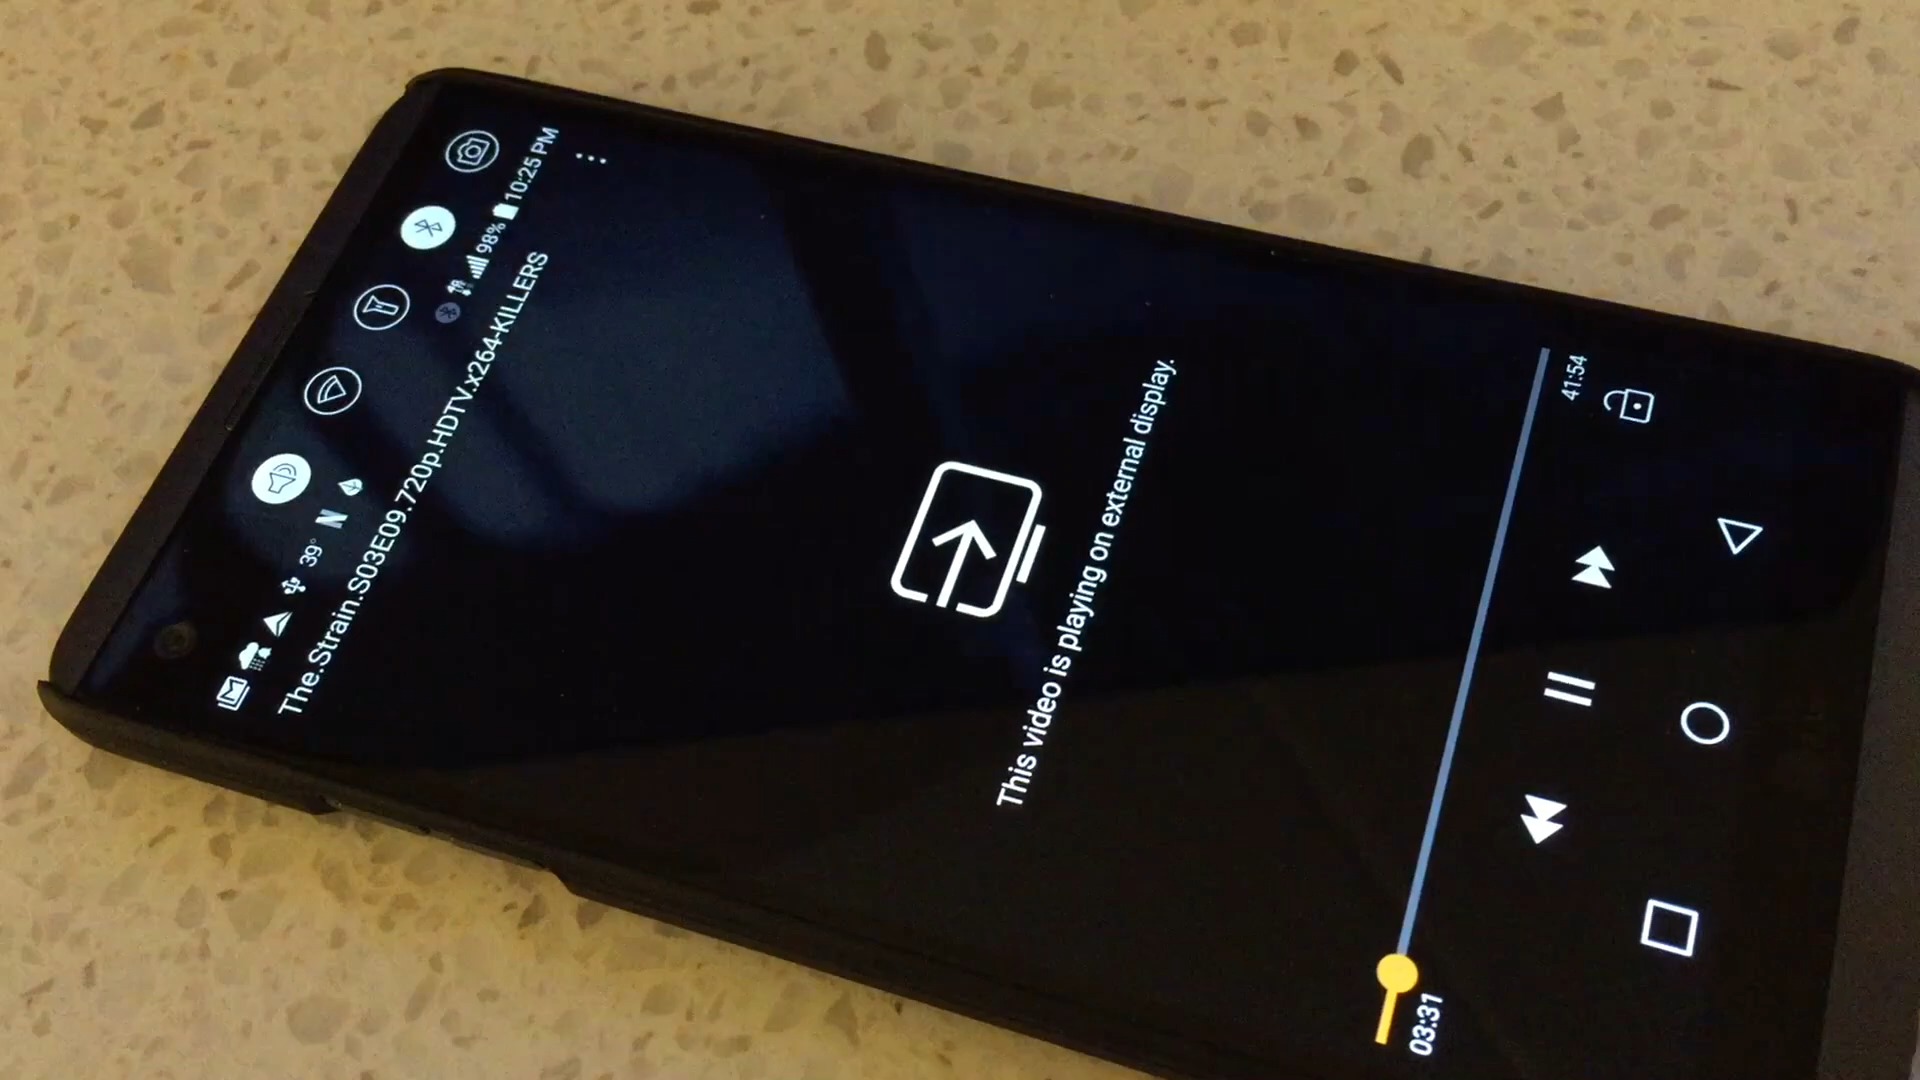 39° N 98% 10:25 PM
The.Strain.S03E09.720p.HDTV.x264-KILLERS
This video is playing on external display.
03:31 41:54